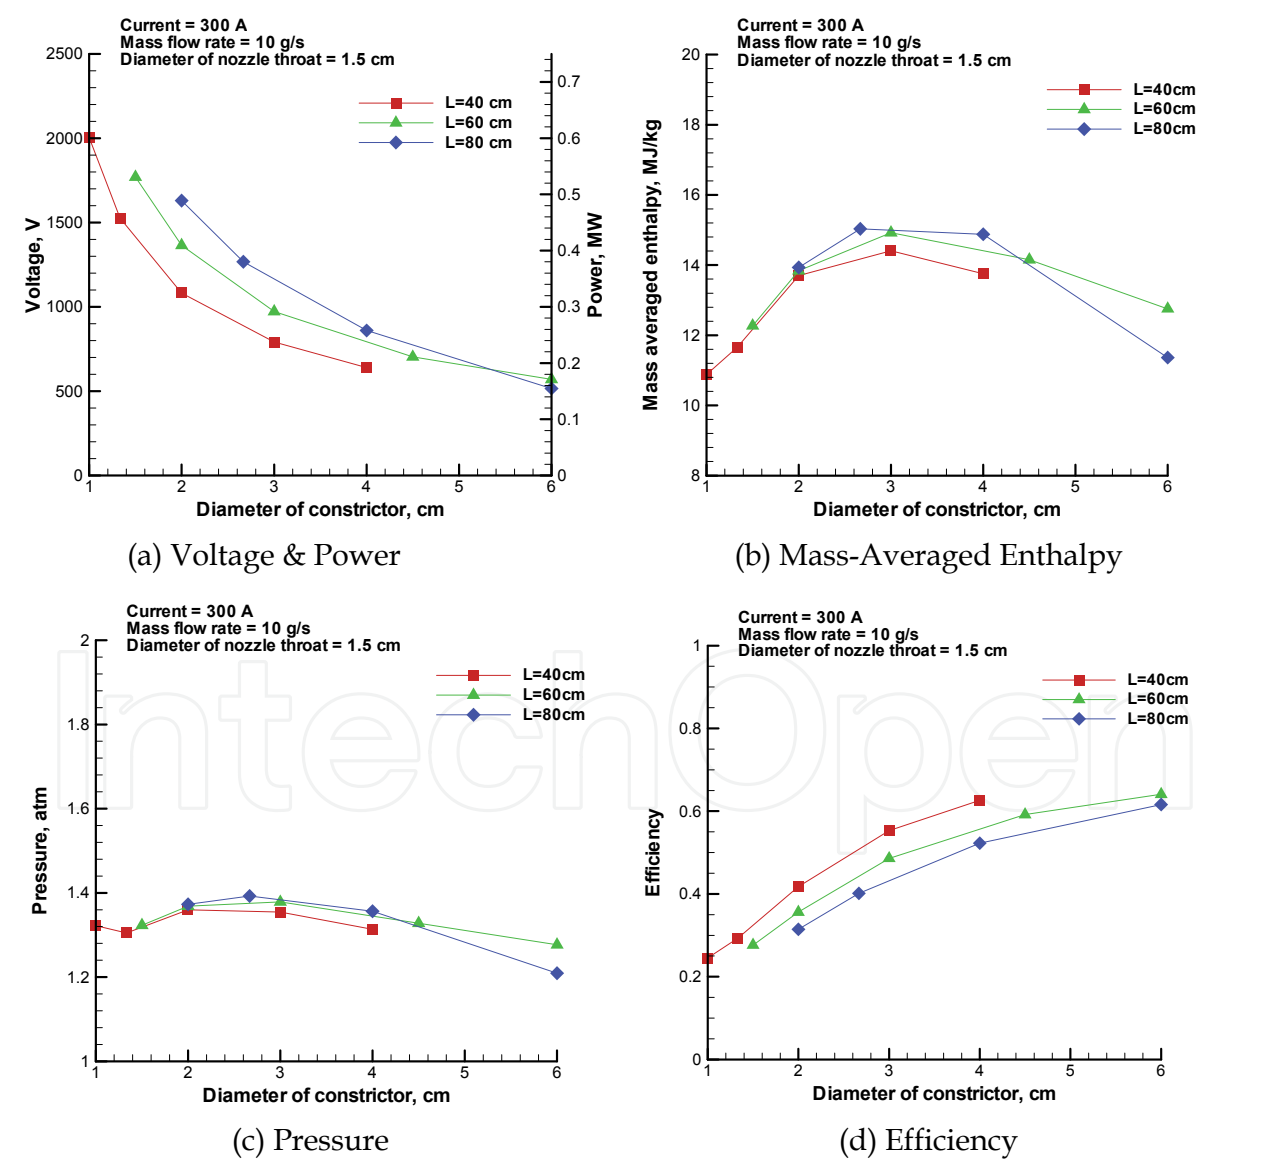 Current = 300 A
Mass flow rate = 10 g/s
Diameter of nozzle throat = 1.5 cm
2500
2000
1500
1000
500
0
Voltage, V
0.7
0.6
0.5
0.4
0.3
0.2
0.1
0
Power, MW
L=40 cm
L=60 cm
L=80 cm
1 2 3 4 5 6
Diameter of constrictor, cm
(a) Voltage & Power
Current = 300 A
Mass flow rate = 10 g/s
Diameter of nozzle throat = 1.5 cm
20
18
16
14
12
10
8
Mass averaged enthalpy, MJ/kg
L=40cm
L=60cm
L=80cm
1 2 3 4 5 6
Diameter of constrictor, cm
(b) Mass-Averaged Enthalpy
Current = 300 A
Mass flow rate = 10 g/s
Diameter of nozzle throat = 1.5 cm
2
1.8
1.6
1.4
1.2
1
Pressure, atm
L=40cm
L=60cm
L=80cm
1 2 3 4 5 6
Diameter of constrictor, cm
(c) Pressure
Current = 300 A
Mass flow rate = 10 g/s
Diameter of nozzle throat = 1.5 cm
1
0.8
0.6
0.4
0.2
0
Efficiency
L=40cm
L=60cm
L=80cm
1 2 3 4 5 6
Diameter of constrictor, cm
(d) Efficiency
IntechOpen